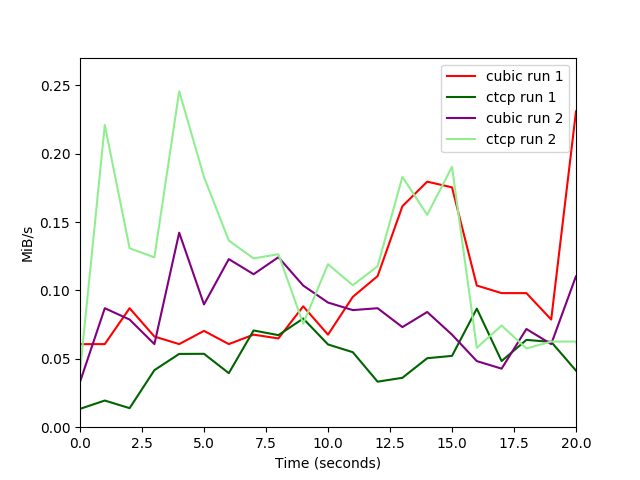 cubic run 1
ctcp run 1
cubic run 2
ctcp run 2
MiB/s
0.25
0.20
0.15
0.10
0.05
0.00
0.0 2.5 5.0 7.5 10.0 12.5 15.0 17.5 20.0
Time (seconds)